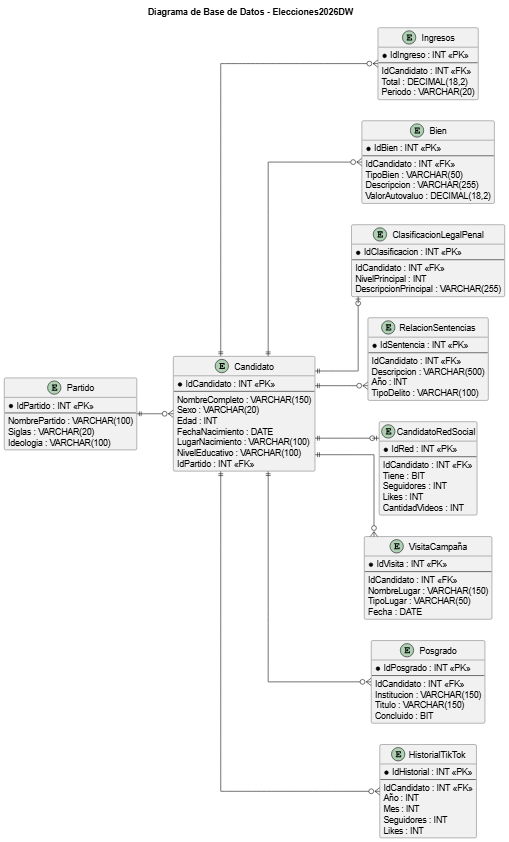 Diagrama de Base de Datos - Elecciones2026DW
E Ingresos
● IdIngreso : INT «PK»
IdCandidato : INT «FK»
Total : DECIMAL(18,2)
Periodo : VARCHAR(20)
E Bien
● IdBien : INT «PK»
IdCandidato : INT «FK»
TipoBien : VARCHAR(50)
Descripcion : VARCHAR(255)
ValorAutovaluo : DECIMAL(18,2)
E ClasificacionLegalPenal
● IdClasificacion : INT «PK»
IdCandidato : INT «FK»
NivelPrincipal : INT
DescripcionPrincipal : VARCHAR(255)
E RelacionSentencias
● IdSentencia : INT «PK»
IdCandidato : INT «FK»
Descripcion : VARCHAR(500)
Año : INT
TipoDelito : VARCHAR(100)
E Partido
● IdPartido : INT «PK»
NombrePartido : VARCHAR(100)
Siglas : VARCHAR(20)
Ideologia : VARCHAR(100)
E Candidato
● IdCandidato : INT «PK»
NombreCompleto : VARCHAR(150)
Sexo : VARCHAR(20)
Edad : INT
FechaNacimiento : DATE
LugarNacimiento : VARCHAR(100)
NivelEducativo : VARCHAR(100)
IdPartido : INT «FK»
E CandidatoRedSocial
● IdRed : INT «PK»
IdCandidato : INT «FK»
Tiene : BIT
Seguidores : INT
Likes : INT
CantidadVideos : INT
E VisitaCampaña
● IdVisita : INT «PK»
IdCandidato : INT «FK»
NombreLugar : VARCHAR(150)
TipoLugar : VARCHAR(50)
Fecha : DATE
E Posgrado
● IdPosgrado : INT «PK»
IdCandidato : INT «FK»
Institucion : VARCHAR(150)
Titulo : VARCHAR(150)
Concluido : BIT
E HistorialTikTok
● IdHistorial : INT «PK»
IdCandidato : INT «FK»
Año : INT
Mes : INT
Seguidores : INT
Likes : INT